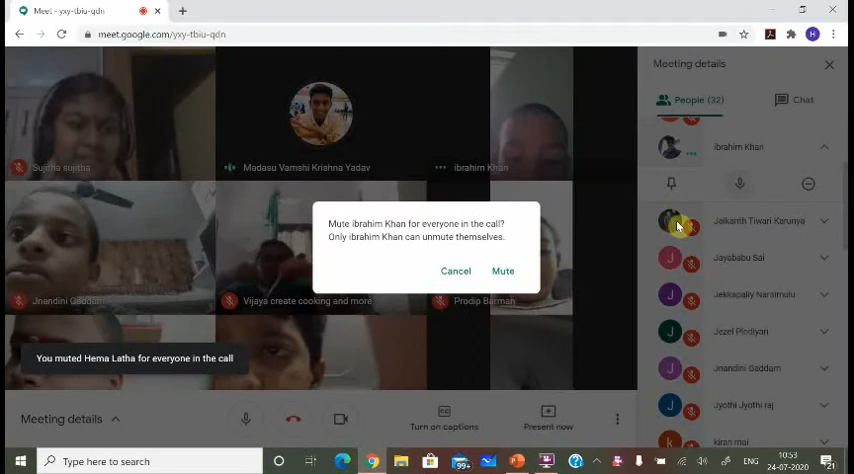 Meet - yxy-tbiu-qdn
meet.google.com/yxy-tbiu-qdn
H
Meeting details
People (32)
Chat
ibrahim Khan
Jaikanth Tiwari Karunya
J Jayababu Sai
J Jekkapally Narsimulu
J Jezel Pindiyan
J Jnandini Gaddam
J Jyothi Jyothi raj
k kiran mai
Sujitha sujitha
Madasu Vamshi Krishna Yadav
ibrahim Khan
Mute ibrahim Khan for everyone in the call?
Only ibrahim Khan can unmute themselves.
Cancel
Mute
Jnandini Gaddam
Vijaya create cooking and more
Prodip Barman
You muted Hema Latha for everyone in the call
Meeting details
Turn on captions
Present now
Type here to search
99+
ENG
10:53
24-07-2020
21